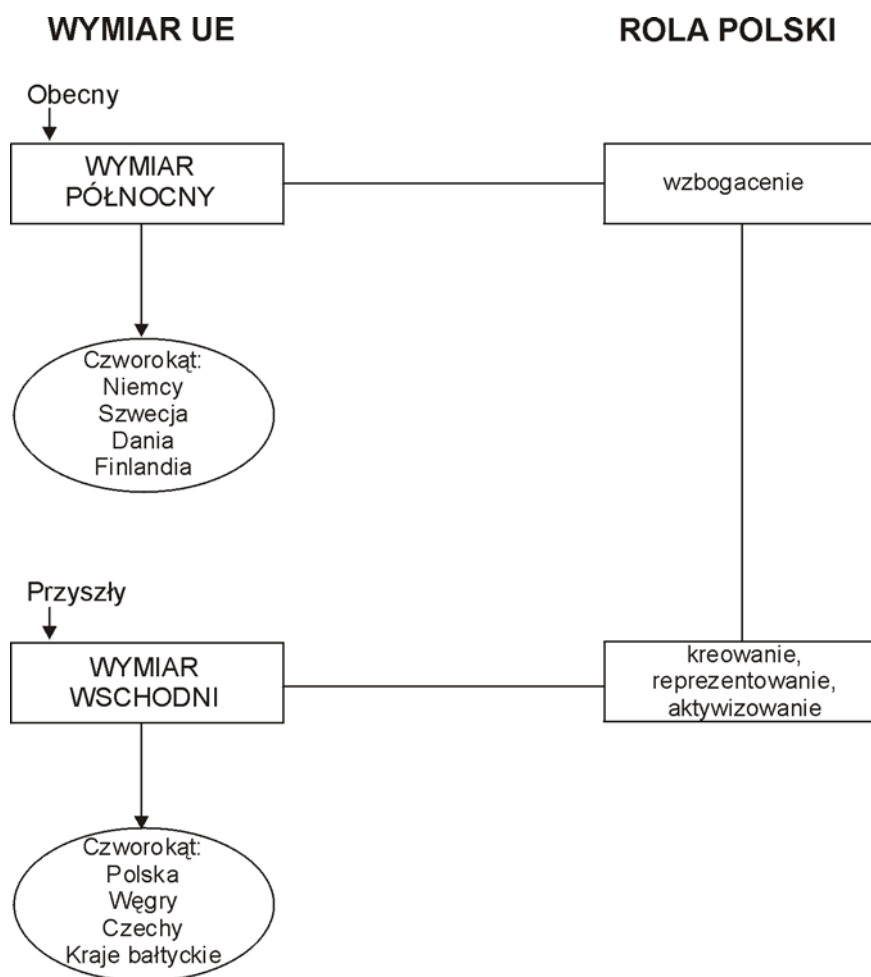 WYMIAR UE
ROLA POLSKI
Obecny
WYMIAR
PÓŁNOCNY
wzbogacenie
Czworokąt:
Niemcy
Szwecja
Dania
Finlandia
Przyszły
WYMIAR
WSCHODNI
kreowanie,
reprezentowanie,
aktywizowanie
Czworokąt:
Polska
Węgry
Czechy
Kraje bałtyckie